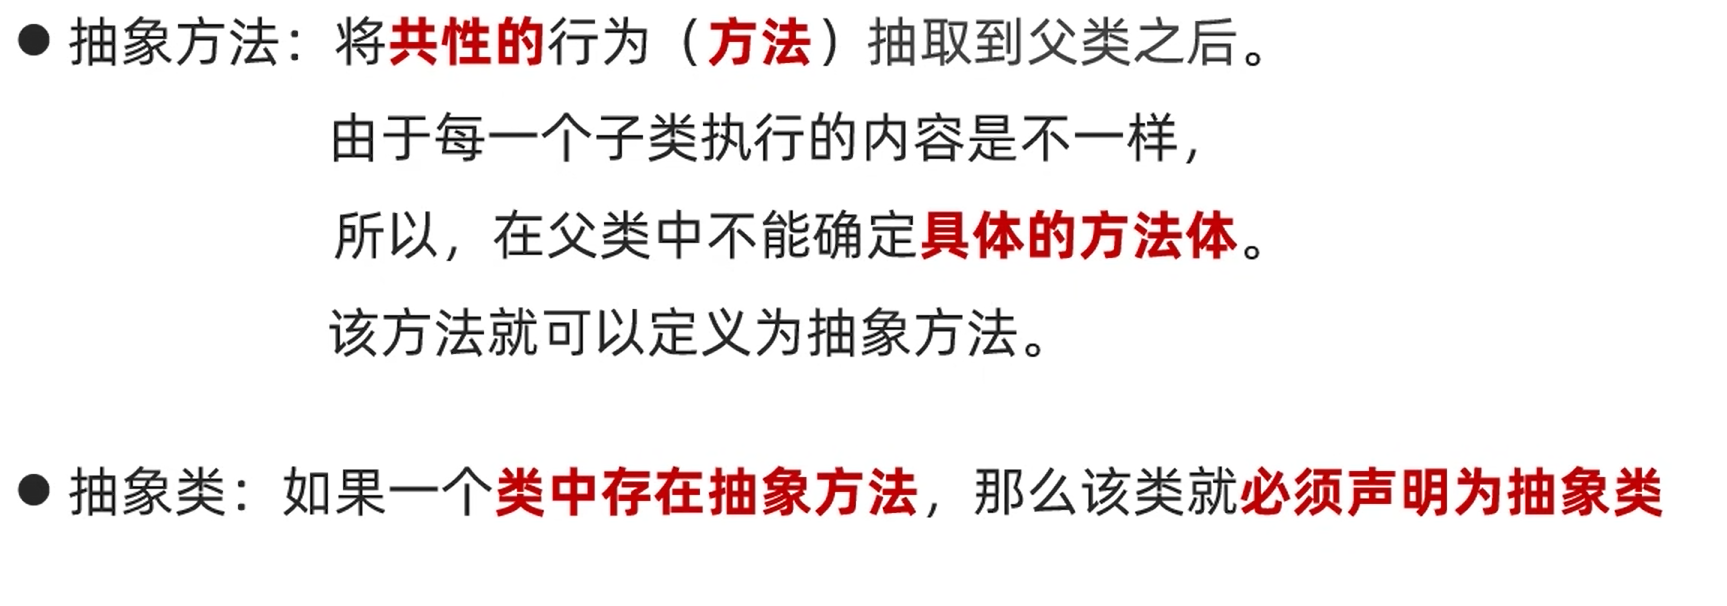 ● 抽象方法：将共性的行为（方法）抽取到父类之后。
由于每一个子类执行的内容是不一样，
所以，在父类中不能确定具体的方法体。
该方法就可以定义为抽象方法。
● 抽象类：如果一个类中存在抽象方法，那么该类就必须声明为抽象类